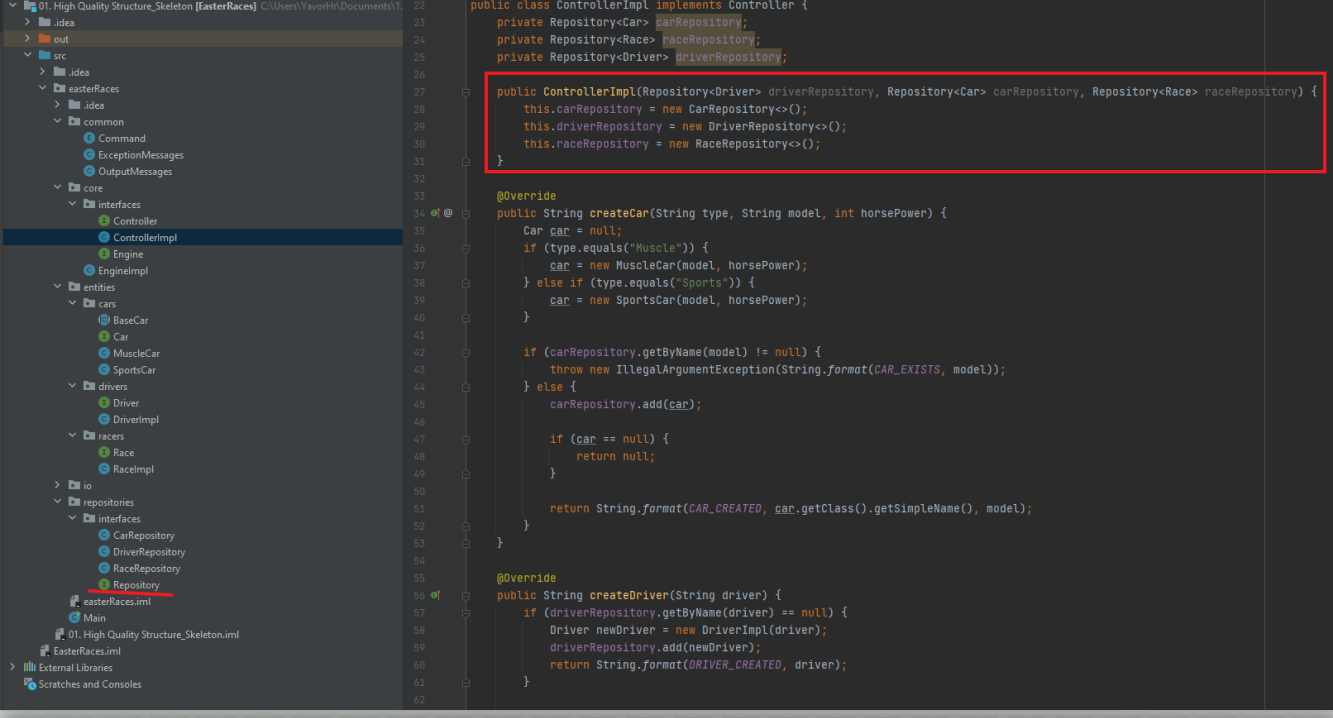 01. High Quality Structure_Skeleton [EasterRaces] C:\Users\YavorHr\Documents\1.
.idea
out
src
.idea
easterRaces
.idea
common
Command
ExceptionMessages
OutputMessages
core
interfaces
Controller
ControllerImpl
Engine
EngineImpl
entities
cars
BaseCar
Car
MuscleCar
SportsCar
drivers
Driver
DriverImpl
racers
Race
RaceImpl
io
repositories
interfaces
CarRepository
DriverRepository
RaceRepository
Repository
easterRaces.iml
Main
01. High Quality Structure_Skeleton.iml
EasterRaces.iml
External Libraries
Scratches and Consoles
22 public class ControllerImpl implements Controller {
23 private Repository<Car> carRepository;
24 private Repository<Race> raceRepository;
25 private Repository<Driver> driverRepository;
26
27 public ControllerImpl(Repository<Driver> driverRepository, Repository<Car> carRepository, Repository<Race> raceRepository) {
28 this.carRepository = new CarRepository<>();
29 this.driverRepository = new DriverRepository<>();
30 this.raceRepository = new RaceRepository<>();
31 }
32
33 @Override
34 @ public String createCar(String type, String model, int horsePower) {
35 Car car = null;
36 if (type.equals("Muscle")) {
37 car = new MuscleCar(model, horsePower);
38 } else if (type.equals("Sports")) {
39 car = new SportsCar(model, horsePower);
40 }
41
42 if (carRepository.getByName(model) != null) {
43 throw new IllegalArgumentException(String.format(CAR_EXISTS, model));
44 } else {
45 carRepository.add(car);
46
47 if (car == null) {
48 return null;
49 }
50
51 return String.format(CAR_CREATED, car.getClass().getSimpleName(), model);
52 }
53 }
54
55 @Override
56 public String createDriver(String driver) {
57 if (driverRepository.getByName(driver) == null) {
58 Driver newDriver = new DriverImpl(driver);
59 driverRepository.add(newDriver);
60 return String.format(DRIVER_CREATED, driver);
61 }
62